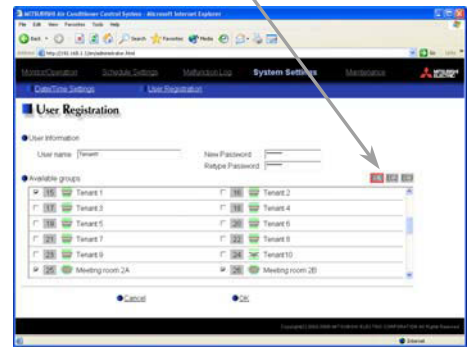 MITSUBISHI Air Conditioner Control System - Microsoft Internet Explorer
File Edit View Favorites Tools Help
Back Search Favorites Media
Monitor/Operation Schedule Settings Malfunction Log System Settings Maintenance
Date/Time Settings User Registration
User Registration
User Information
User name Tenant1 New Password
Retype Password
Available groups
15 Tenant 1 16 Tenant 2
17 Tenant 3 18 Tenant 4
19 Tenant 5 20 Tenant 6
21 Tenant 7 22 Tenant 8
23 Tenant 9 24 Tenant10
25 Meeting room 2A 26 Meeting room 2B
Cancel OK
Internet